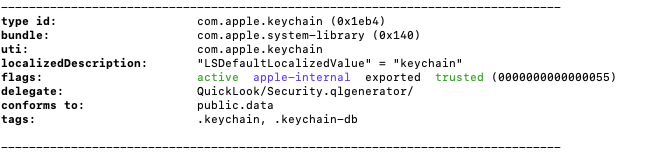 --------------------------------------------------------------------------------
type id: com.apple.keychain (0x1eb4)
bundle: com.apple.system-library (0x140)
uti: com.apple.keychain
localizedDescription: "LSDefaultLocalizedValue" = "keychain"
flags: active apple-internal exported trusted (0000000000000055)
delegate: QuickLook/Security.qlgenerator/
conforms to: public.data
tags: .keychain, .keychain-db
--------------------------------------------------------------------------------